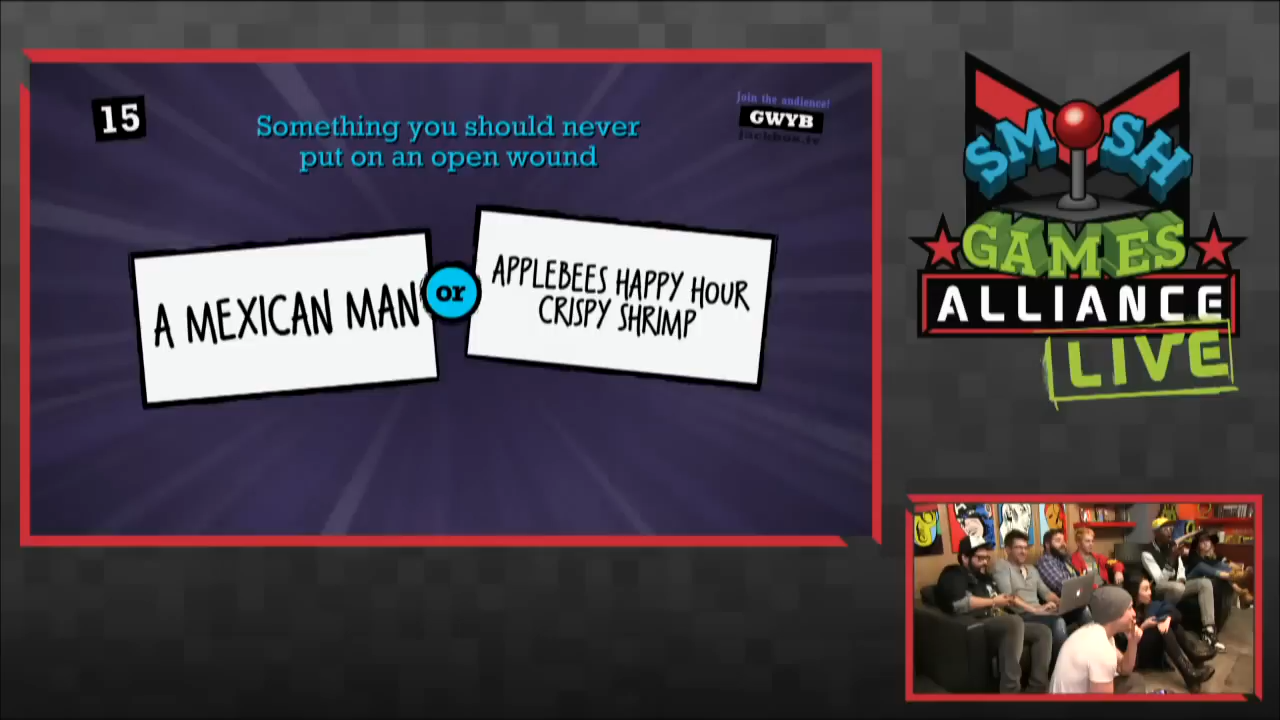 15
Something you should never
put on an open wound
Join the audience!
GWYB
jackbox.tv
A MEXICAN MAN
or
APPLEBEES HAPPY HOUR
CRISPY SHRIMP
SMOSH
GAMES
ALLIANCE
LIVE